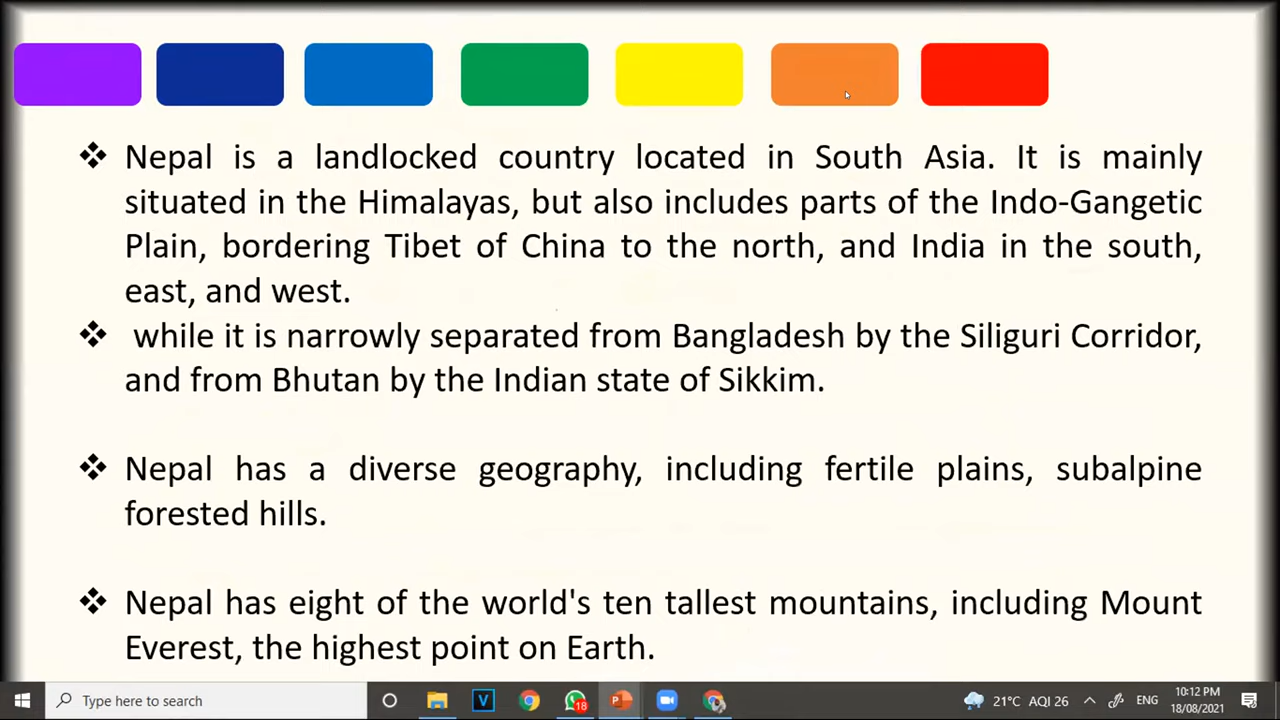 ❖ Nepal is a landlocked country located in South Asia. It is mainly
situated in the Himalayas, but also includes parts of the Indo-Gangetic
Plain, bordering Tibet of China to the north, and India in the south,
east, and west.
❖ while it is narrowly separated from Bangladesh by the Siliguri Corridor,
and from Bhutan by the Indian state of Sikkim.
❖ Nepal has a diverse geography, including fertile plains, subalpine
forested hills.
❖ Nepal has eight of the world's ten tallest mountains, including Mount
Everest, the highest point on Earth.
Type here to search
V
18
P
21°C AQI 26
ENG
10:12 PM
18/08/2021